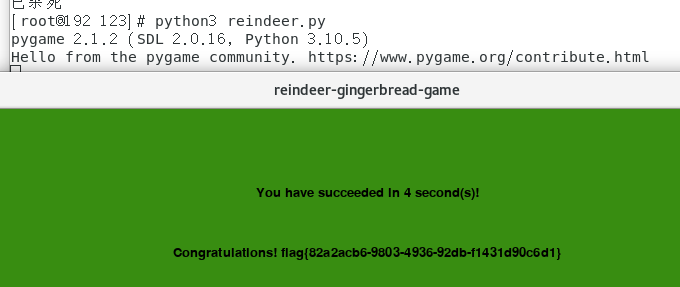 已杀死
[root@192 123]# python3 reindeer.py
pygame 2.1.2 (SDL 2.0.16, Python 3.10.5)
Hello from the pygame community. https://www.pygame.org/contribute.html
reindeer-gingerbread-game
You have succeeded in 4 second(s)!
Congratulations! flag{82a2acb6-9803-4936-92db-f1431d90c6d1}